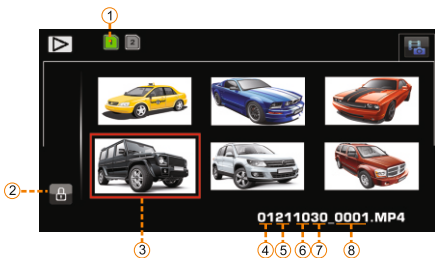 ①
1 2
②
③
01211030_0001.MP4
④ ⑤ ⑥ ⑦ ⑧